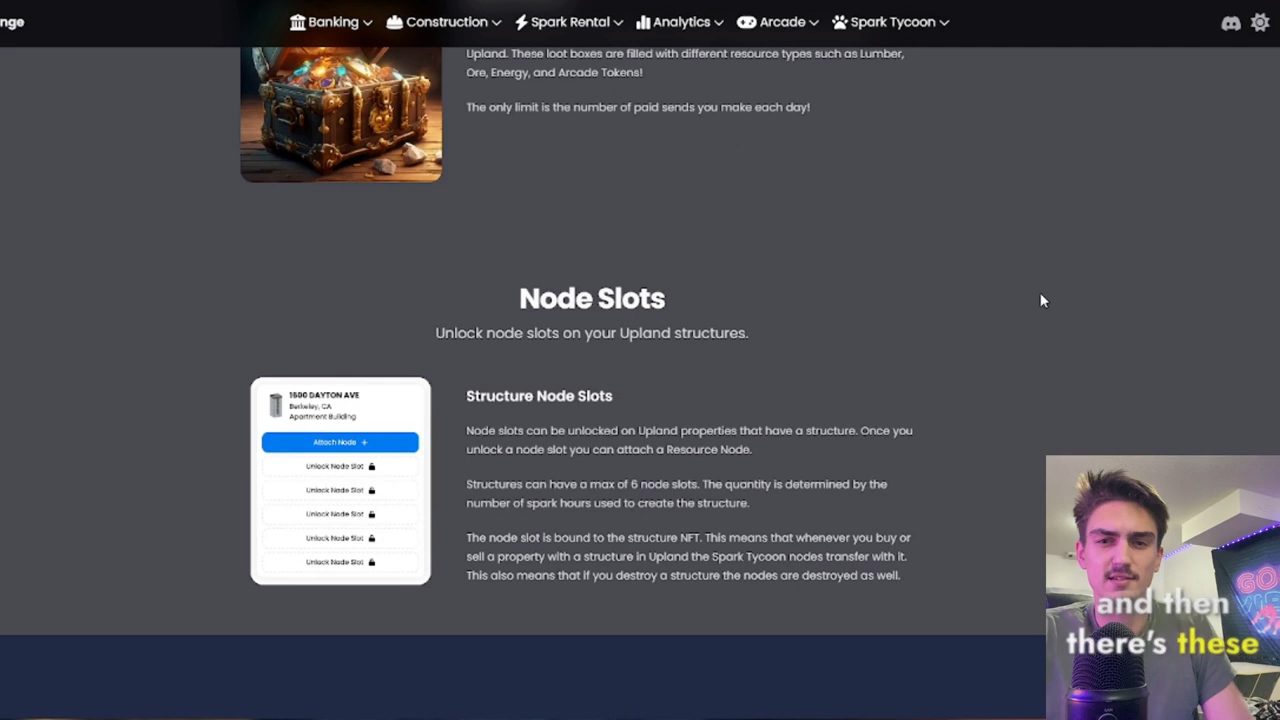 nge
Banking
Construction
Spark Rental
Analytics
Arcade
Spark Tycoon
Upland. These loot boxes are filled with different resource types such as Lumber,
Ore, Energy, and Arcade Tokens!
The only limit is the number of paid sends you make each day!
Node Slots
Unlock node slots on your Upland structures.
1600 DAYTON AVE
Berkeley, CA
Apartment Building
Attach Node +
Unlock Node Slot
Unlock Node Slot
Unlock Node Slot
Unlock Node Slot
Unlock Node Slot
Structure Node Slots
Node slots can be unlocked on Upland properties that have a structure. Once you
unlock a node slot you can attach a Resource Node.
Structures can have a max of 6 node slots. The quantity is determined by the
number of spark hours used to create the structure.
The node slot is bound to the structure NFT. This means that whenever you buy or
sell a property with a structure in Upland the Spark Tycoon nodes transfer with it.
This also means that if you destroy a structure the nodes are destroyed as well.
and then
there's these